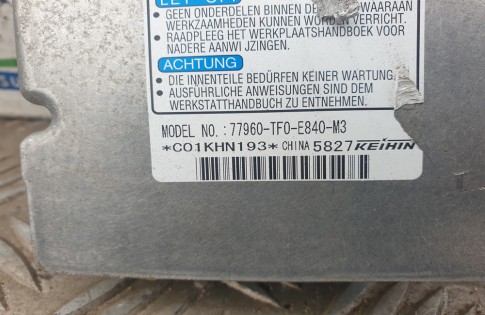 LET OP!
GEEN ONDERDELEN BINNEN DE
WERKZAAMHEDEN KUNNEN WORDEN VERRICHT.
RAADPLEEG HET WERKPLAATSHANDBOEK VOOR
NADERE AANWI JZINGEN.
ACHTUNG
DIE INNENTEILE BEDÜRFEN KEINER WARTUNG.
AUSFÜHRLICHE ANWEISUNGEN SIND DEM
WERKSTATTHANDBUCH ZU ENTNEHMEN.
MODEL NO.: 77960-TF0-E840-M3
*C01KHN193* CHINA 5827 KEIHIN